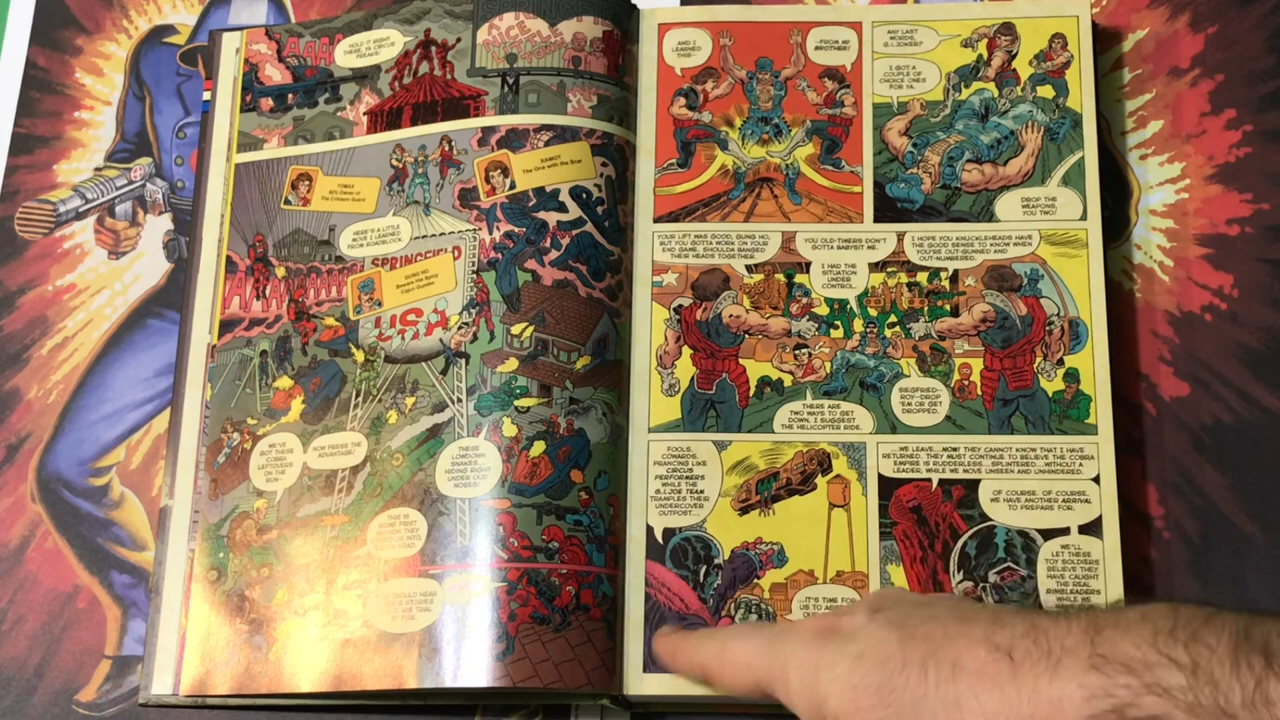 HOLD IT RIGHT
THERE, YA CIRCUS
FREAKS!
SPRINGFIELD
NICE
LITTLE
TOWN
TOMAX
50% Owner of
The Crimson Guard
XAMOT
The One with the Scar
HERE'S A LITTLE
MOVE I LEARNED
FROM ROADBLOCK.
SPRINGFIELD
USA
GUNG HO
Beware his Spicy
Cajun Gumbo
WE'VE
GOT THESE
COBRA
LEFTOVERS
ON THE
RUN--
NOW PRESS THE
ADVANTAGE!
THESE
LOWDOWN
SNAKES...
HIDING RIGHT
UNDER OUR
NOSES!
THIS IS
THEY
HEAR
STORIES
TRIAL
AND I
LEARNED
THIS--
--FROM MY
BROTHER!
ANY LAST
WORDS,
G.I. JOKER?
I GOT A
COUPLE OF
CHOICE ONES
FOR YA.
DROP THE
WEAPONS,
YOU TWO!
YOUR LIFT WAS GOOD, GUNG HO,
BUT YOU GOTTA WORK ON YOUR
END GAME. SHOULDA BANGED
THEIR HEADS TOGETHER.
YOU OLD-TIMERS DON'T
GOTTA BABYSIT ME.
I HAD THE
SITUATION
UNDER
CONTROL.
I HOPE YOU KNUCKLEHEADS HAVE
THE GOOD SENSE TO KNOW WHEN
YOU'RE OUT-GUNNED AND
OUT-NUMBERED.
THERE ARE
TWO WAYS TO GET
DOWN. I SUGGEST
THE HELICOPTER RIDE.
SIEGFRIED--
ROY--DROP
'EM OR GET
DROPPED.
FOOLS.
COWARDS.
PRANCING LIKE
CIRCUS
PERFORMERS
WHILE THE
G.I. JOE TEAM
TRAMPLES THEIR
UNDERCOVER
OUTPOST...
...IT'S TIME FOR
US TO
...WE LEAVE...NOW! THEY CANNOT KNOW THAT I HAVE
RETURNED. THEY MUST CONTINUE TO BELIEVE THE COBRA
EMPIRE IS RUDDERLESS...SPLINTERED...WITHOUT A
LEADER, WHILE WE MOVE UNSEEN AND UNHINDERED.
OF COURSE. OF COURSE.
WE HAVE ANOTHER ARRIVAL
TO PREPARE FOR.
WE'LL
LET THESE
TOY SOLDIERS
BELIEVE THEY
HAVE CAUGHT
THE REAL
RINGLEADERS
WHILE WE